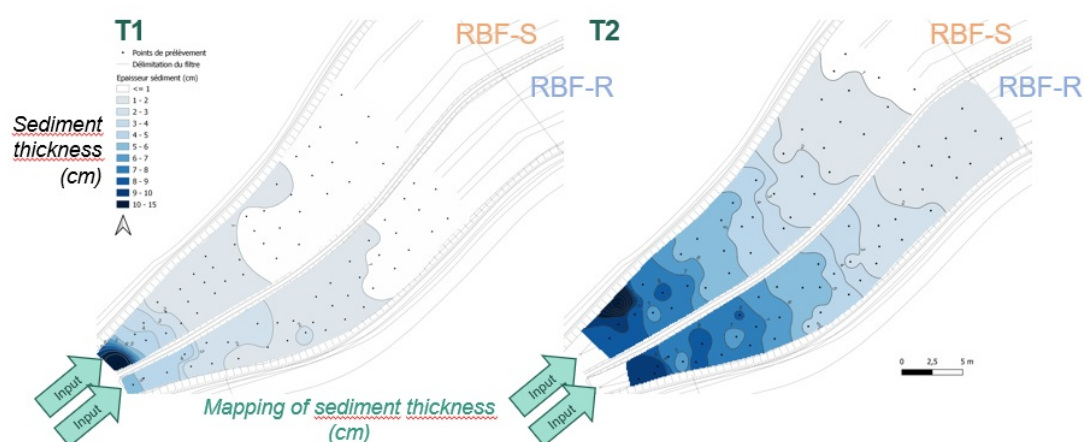 T1
RBF-S
RBF-R
Points de prélèvement
Délimitation du filtre
Epaisseur sédiment (cm)
<= 1
1 - 2
2 - 3
3 - 4
4 - 5
5 - 6
6 - 7
7 - 8
8 - 9
9 - 10
10 - 15
Sediment
thickness
(cm)
Input
Input
Mapping of sediment thickness
(cm)
T2
RBF-S
RBF-R
0 2,5 5 m
Input
Input